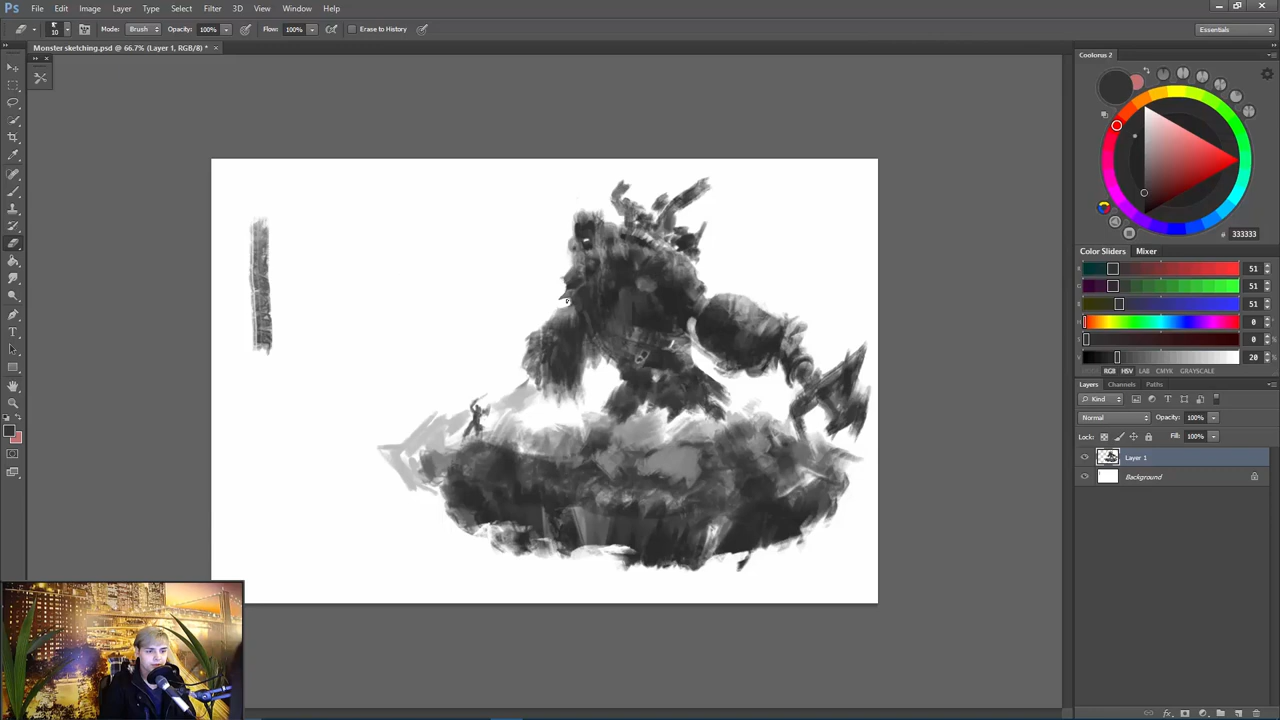 Ps File Edit Image Layer Type Select Filter 3D View Window Help
10 Mode: Brush Opacity: 100% Flow: 100% Erase to History Essentials
Monster sketching.psd @ 66.7% (Layer 1, RGB/8) * ×
Coolorus 2
# 333333
Color Sliders Mixer
51
51
51
0
0
20
RGB HSV LAB CMYK GRAYSCALE
Layers Channels Paths
Kind
Normal Opacity: 100%
Lock: Fill: 100%
Layer 1
Background